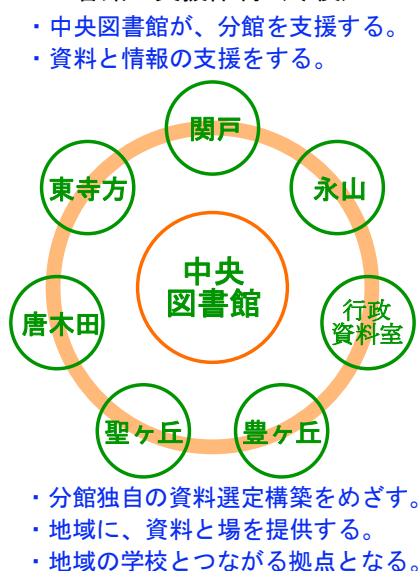 ・中央図書館が、分館を支援する。
・資料と情報の支援をする。
関戸
東寺方
永山
中央
図書館
唐木田
行政
資料室
聖ヶ丘
豊ヶ丘
・分館独自の資料選定構築をめざす。
・地域に、資料と場を提供する。
・地域の学校とつながる拠点となる。